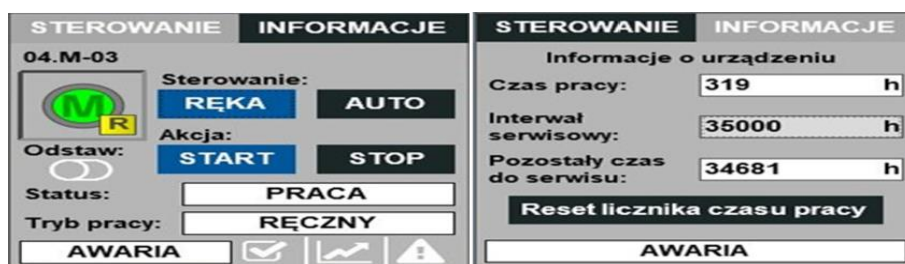 STEROWANIE INFORMACJE
04.M-03
Sterowanie:
M
R
RĘKA AUTO
Akcja:
Odstaw:
START STOP
Status: PRACA
Tryb pracy: RĘCZNY
AWARIA
STEROWANIE INFORMACJE
Informacje o urządzeniu
Czas pracy: 319 h
Interwał
serwisowy: 35000 h
Pozostały czas
do serwisu: 34681 h
Reset licznika czasu pracy
AWARIA